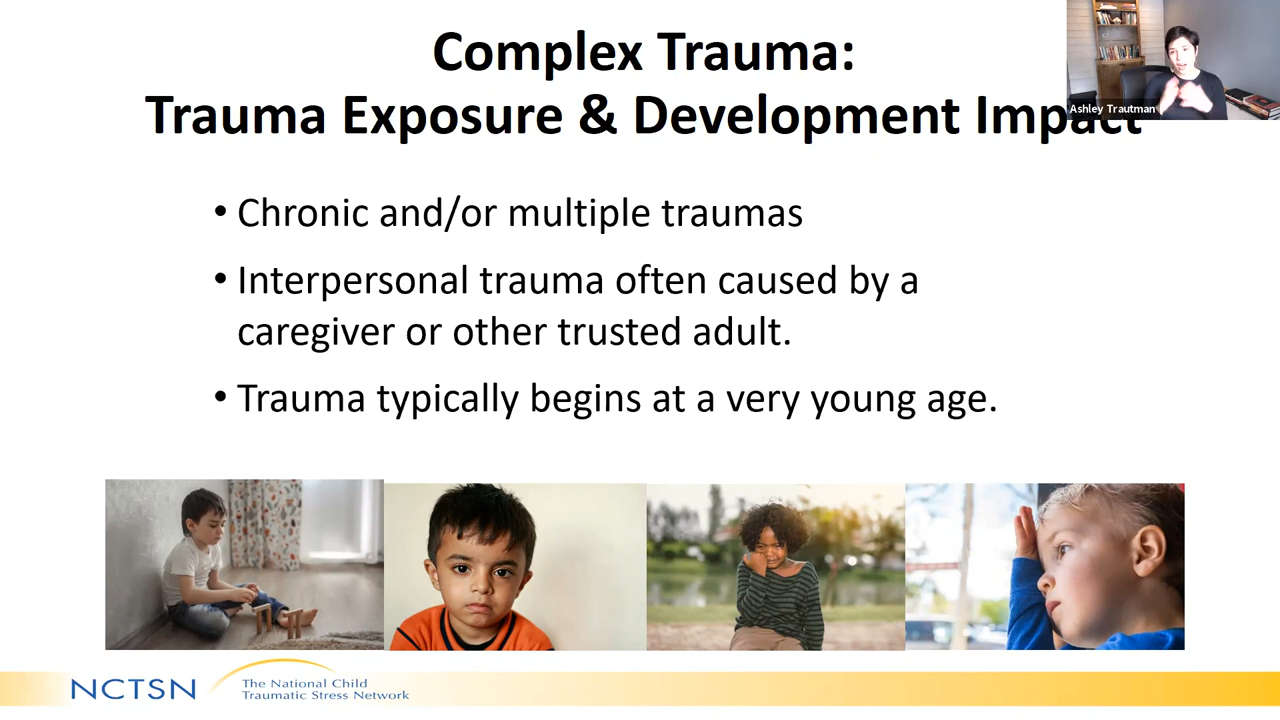 Complex Trauma:
Trauma Exposure & Development Impact
Ashley Trautman
• Chronic and/or multiple traumas
• Interpersonal trauma often caused by a
caregiver or other trusted adult.
• Trauma typically begins at a very young age.
NCTSN
The National Child
Traumatic Stress Network